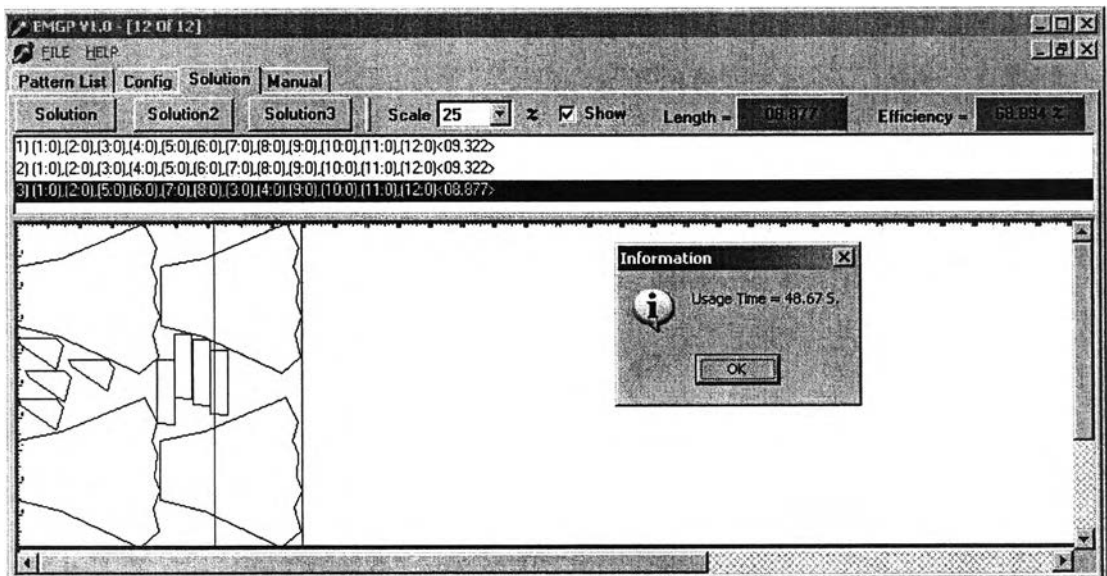 EMGP V1.0 - [12 Of 12]
FILE HELP
Pattern List Config Solution Manual
Solution Solution2 Solution3 Scale 25 % Show Length = 08.877 Efficiency = 68.894 %
1) (1:0),(2:0),(3:0),(4:0),(5:0),(6:0),(7:0),(8:0),(9:0),(10:0),(11:0),(12:0)<09.322>
2) (1:0),(2:0),(3:0),(4:0),(5:0),(6:0),(7:0),(8:0),(9:0),(10:0),(11:0),(12:0)<09.322>
3) (1:0),(2:0),(5:0),(6:0),(7:0),(8:0),(3:0),(4:0),(9:0),(10:0),(11:0),(12:0)<08.877>
Information
Usage Time = 48.67 S.
OK